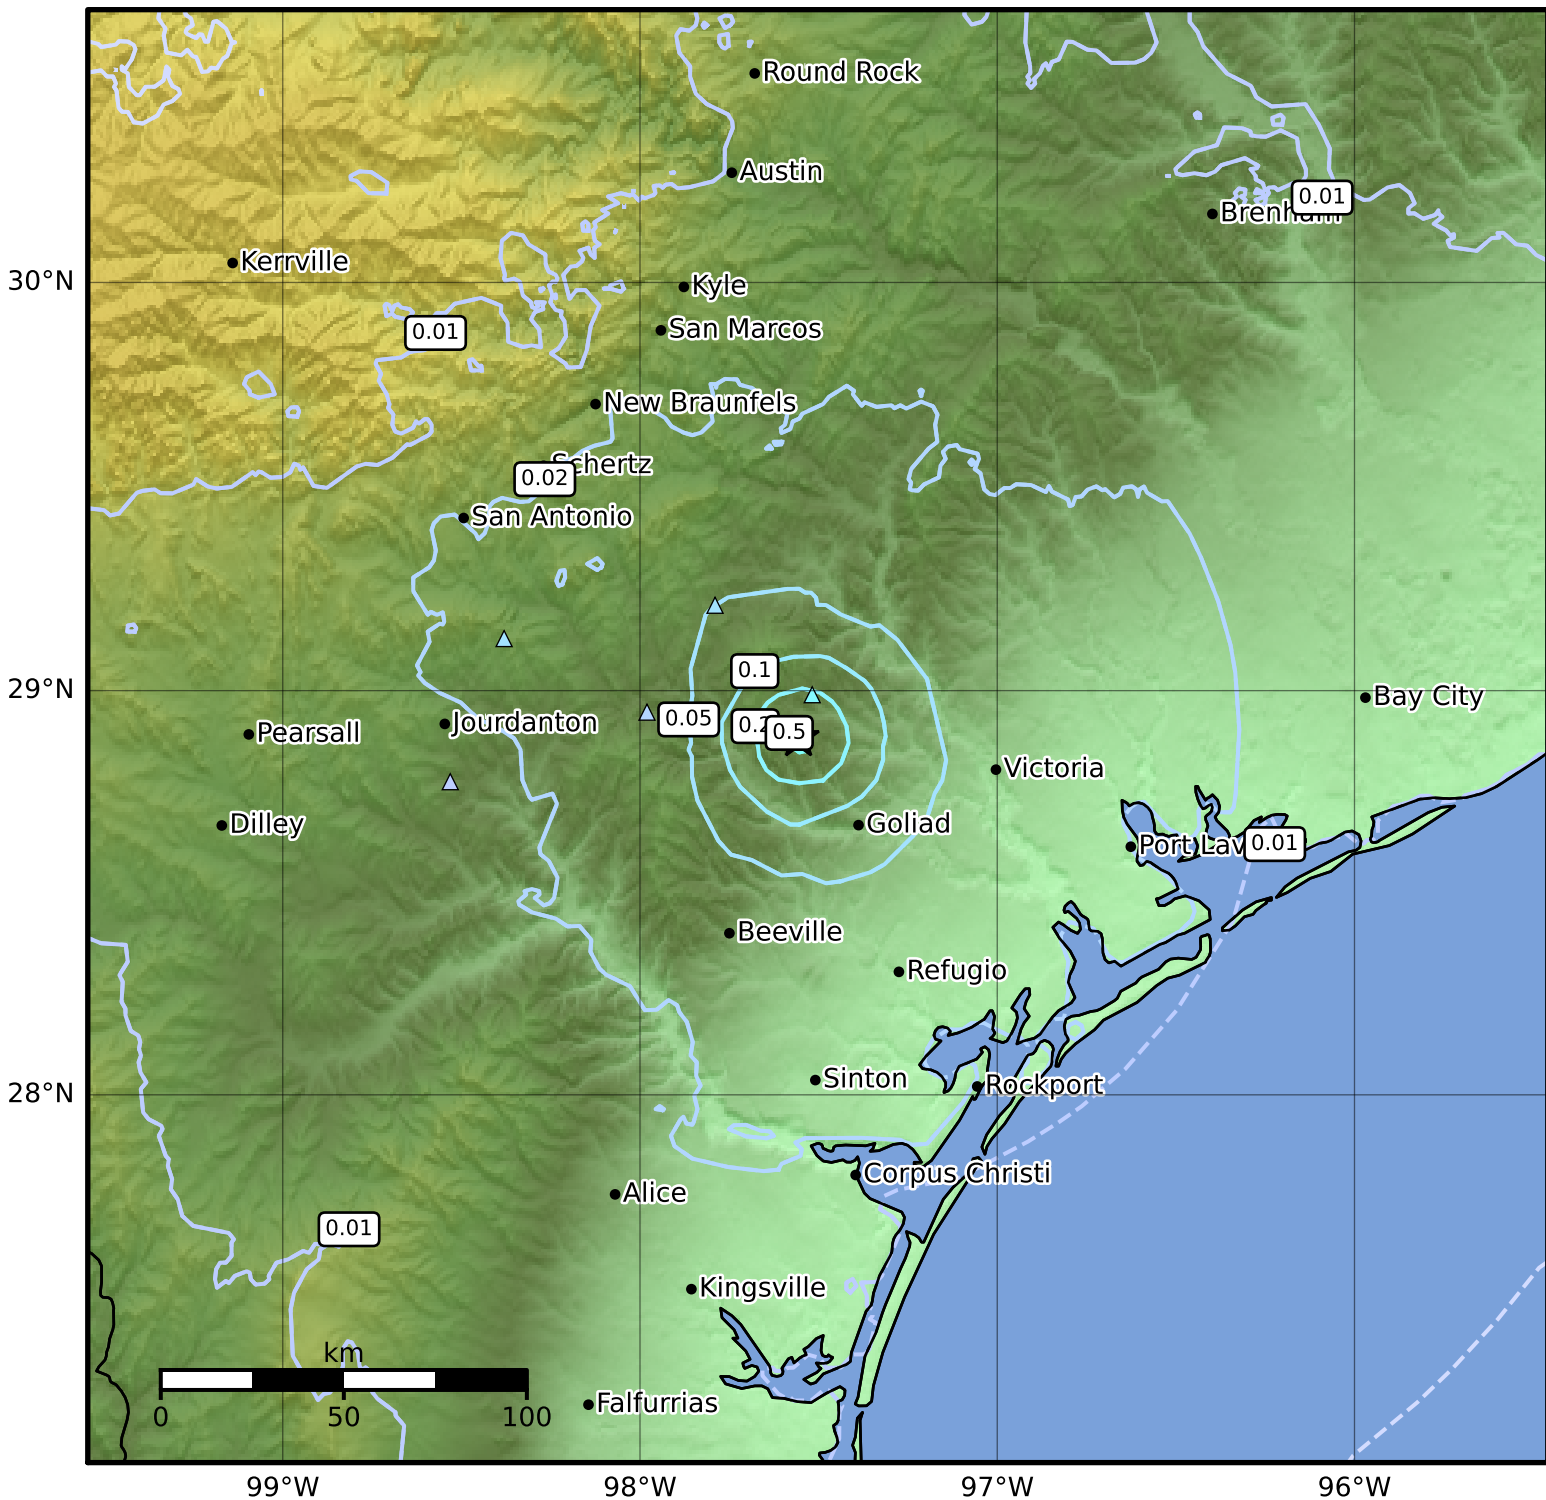 Round Rock
Austin
0.01
Brenham
Kerrville
30°N
Kyle
0.01
San Marcos
New Braunfels
Schertz
0.02
San Antonio
0.1
29°N
Bay City
0.05
0.5
Jourdanton
Pearsall
Victoria
Dilley
Goliad
Port Lav
0.01
Beeville
Refugio
Sinton
Rockport
28°N
Corpus Christi
Alice
0.01
Kingsville
km
Falfurrias
0 50 100
99°W 98°W 97°W 96°W